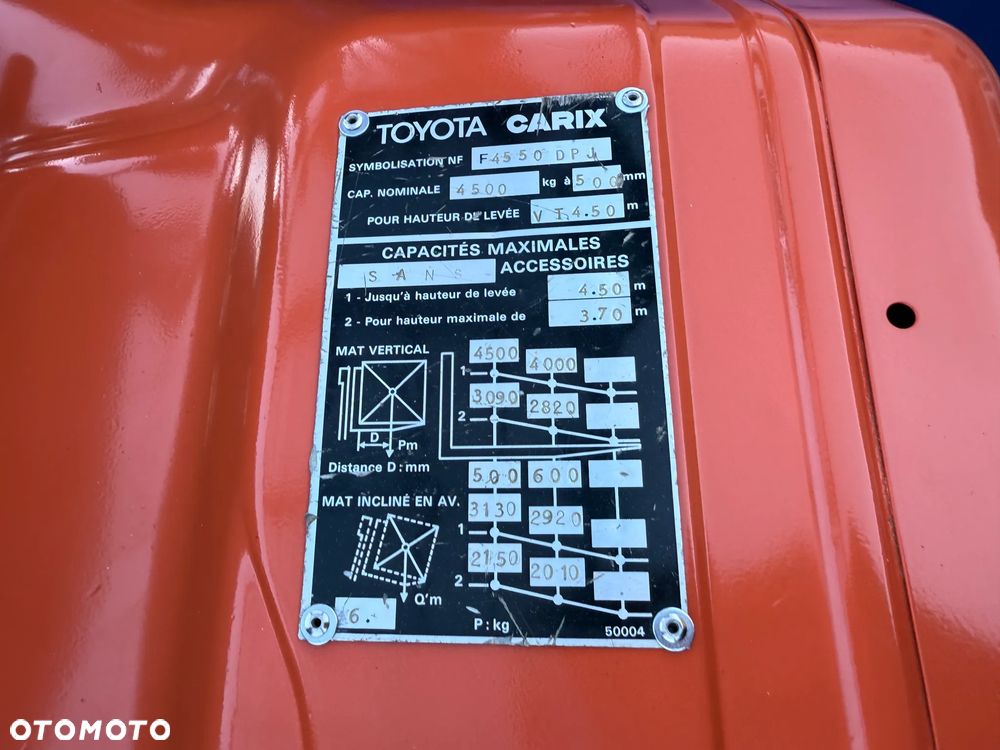 TOYOTA CARIX
SYMBOLISATION NF F4550 DPJ
CAP. NOMINALE 4500 kg à 500 mm
POUR HAUTEUR DE LEVÉE VT4.50 m
CAPACITÉS MAXIMALES
SANS ACCESSOIRES
1 - Jusqu'à hauteur de levée 4.50 m
2 - Pour hauteur maximale de 3.70 m
MAT VERTICAL
4500 4000
1
3090 2820
2
D
Pm
Distance D : mm
500 600
MAT INCLINÉ EN AV.
3130 2920
1
2150 2010
2
Q'm
6.
P : kg
50004
OTOMOTO